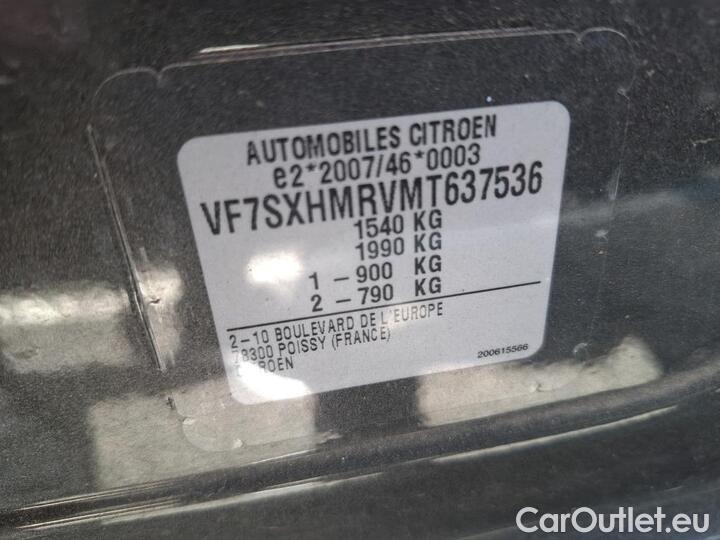 AUTOMOBILES CITROEN
e2*2007/46*0003
VF7SXHMRVMT637536
1540 KG
1990 KG
1 - 900 KG
2 - 790 KG
2-10 BOULEVARD DE L'EUROPE
78300 POISSY (FRANCE)
CITROEN
200615566
CarOutlet.eu